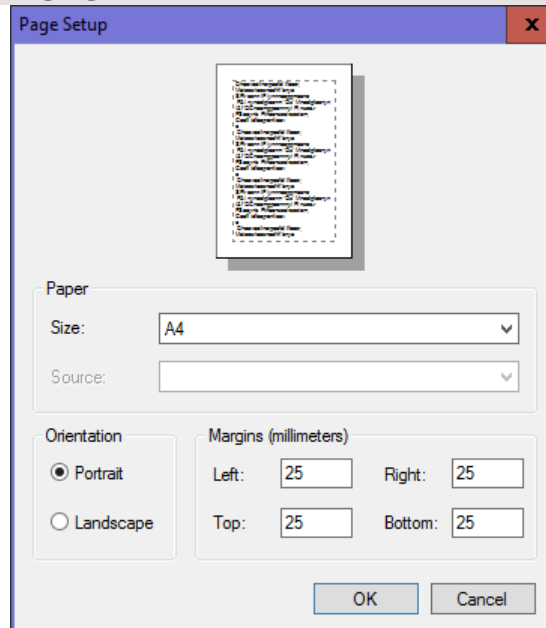 Page Setup
x
Paper
Size: A4
Source:
Orientation
Margins (millimeters)
Portrait
Left: 25 Right: 25
Landscape
Top: 25 Bottom: 25
OK Cancel